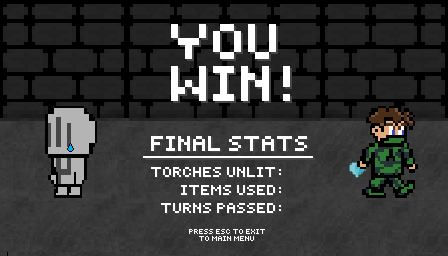 YOU
WIN!
FINAL STATS
TORCHES UNLIT:
ITEMS USED:
TURNS PASSED:
PRESS ESC TO EXIT
TO MAIN MENU